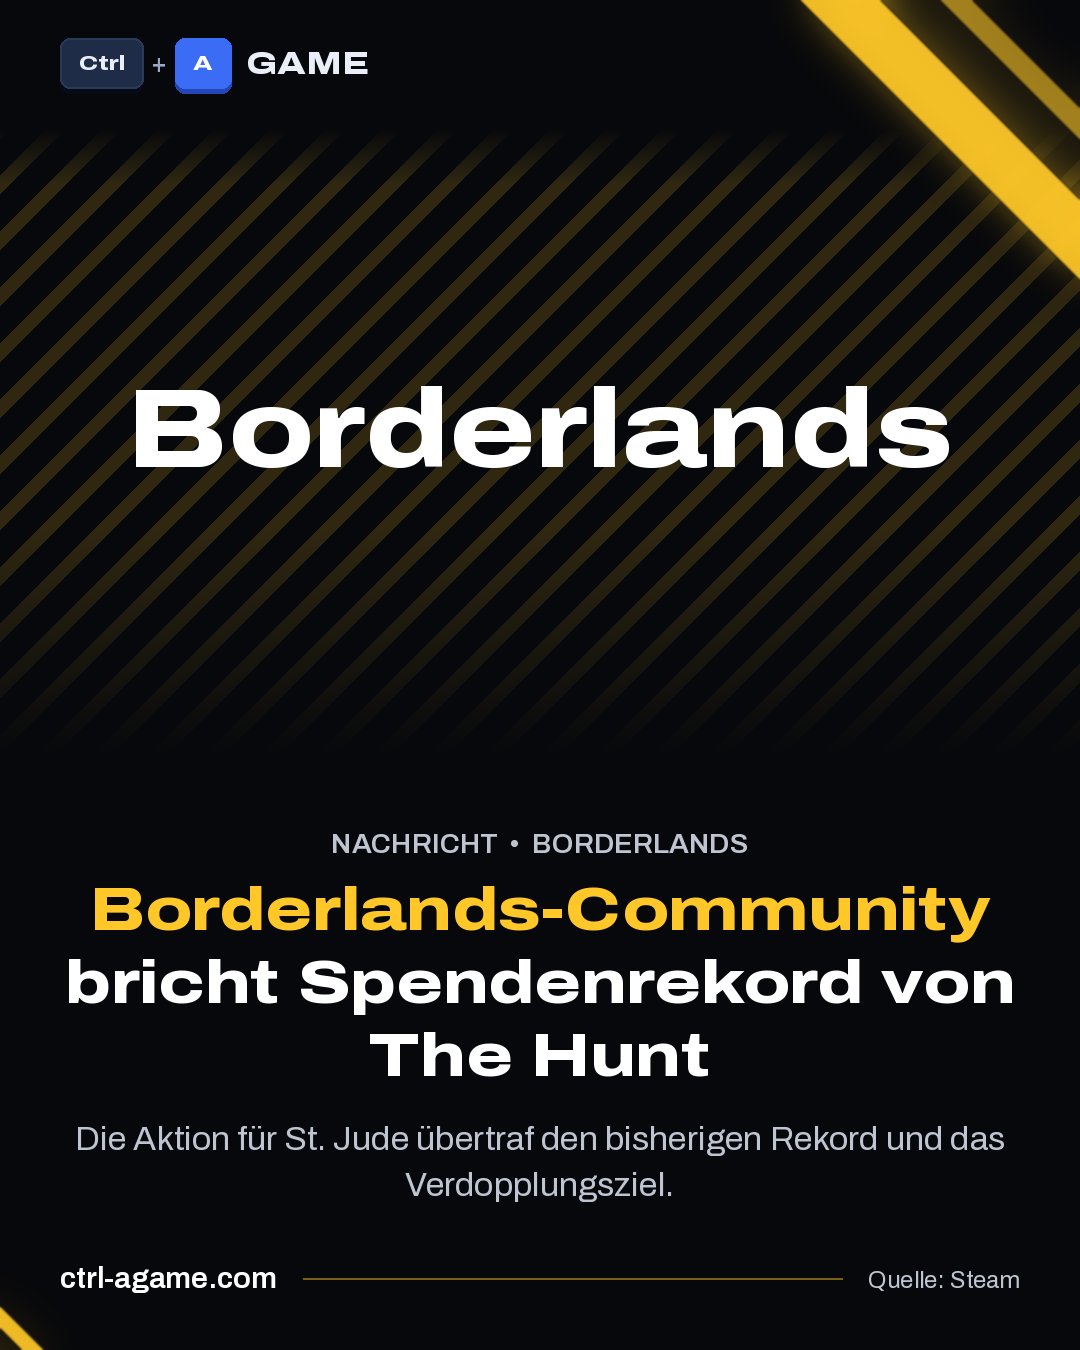 Ctrl + A GAME
Borderlands
NACHRICHT • BORDERLANDS
Borderlands-Community
bricht Spendenrekord von
The Hunt
Die Aktion für St. Jude übertraf den bisherigen Rekord und das
Verdopplungsziel.
ctrl-agame.com
Quelle: Steam